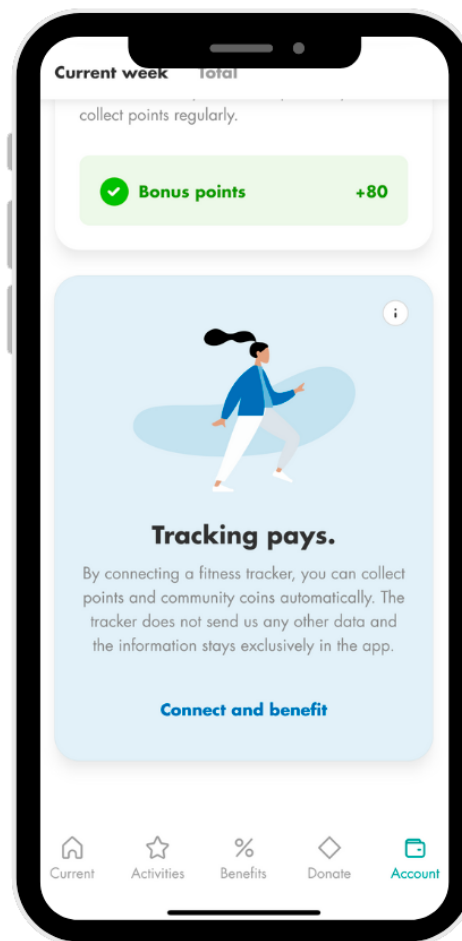 Current week Total
collect points regularly.
Bonus points +80
i
Tracking pays.
By connecting a fitness tracker, you can collect
points and community coins automatically. The
tracker does not send us any other data and
the information stays exclusively in the app.
Connect and benefit
Current Activities Benefits Donate Account